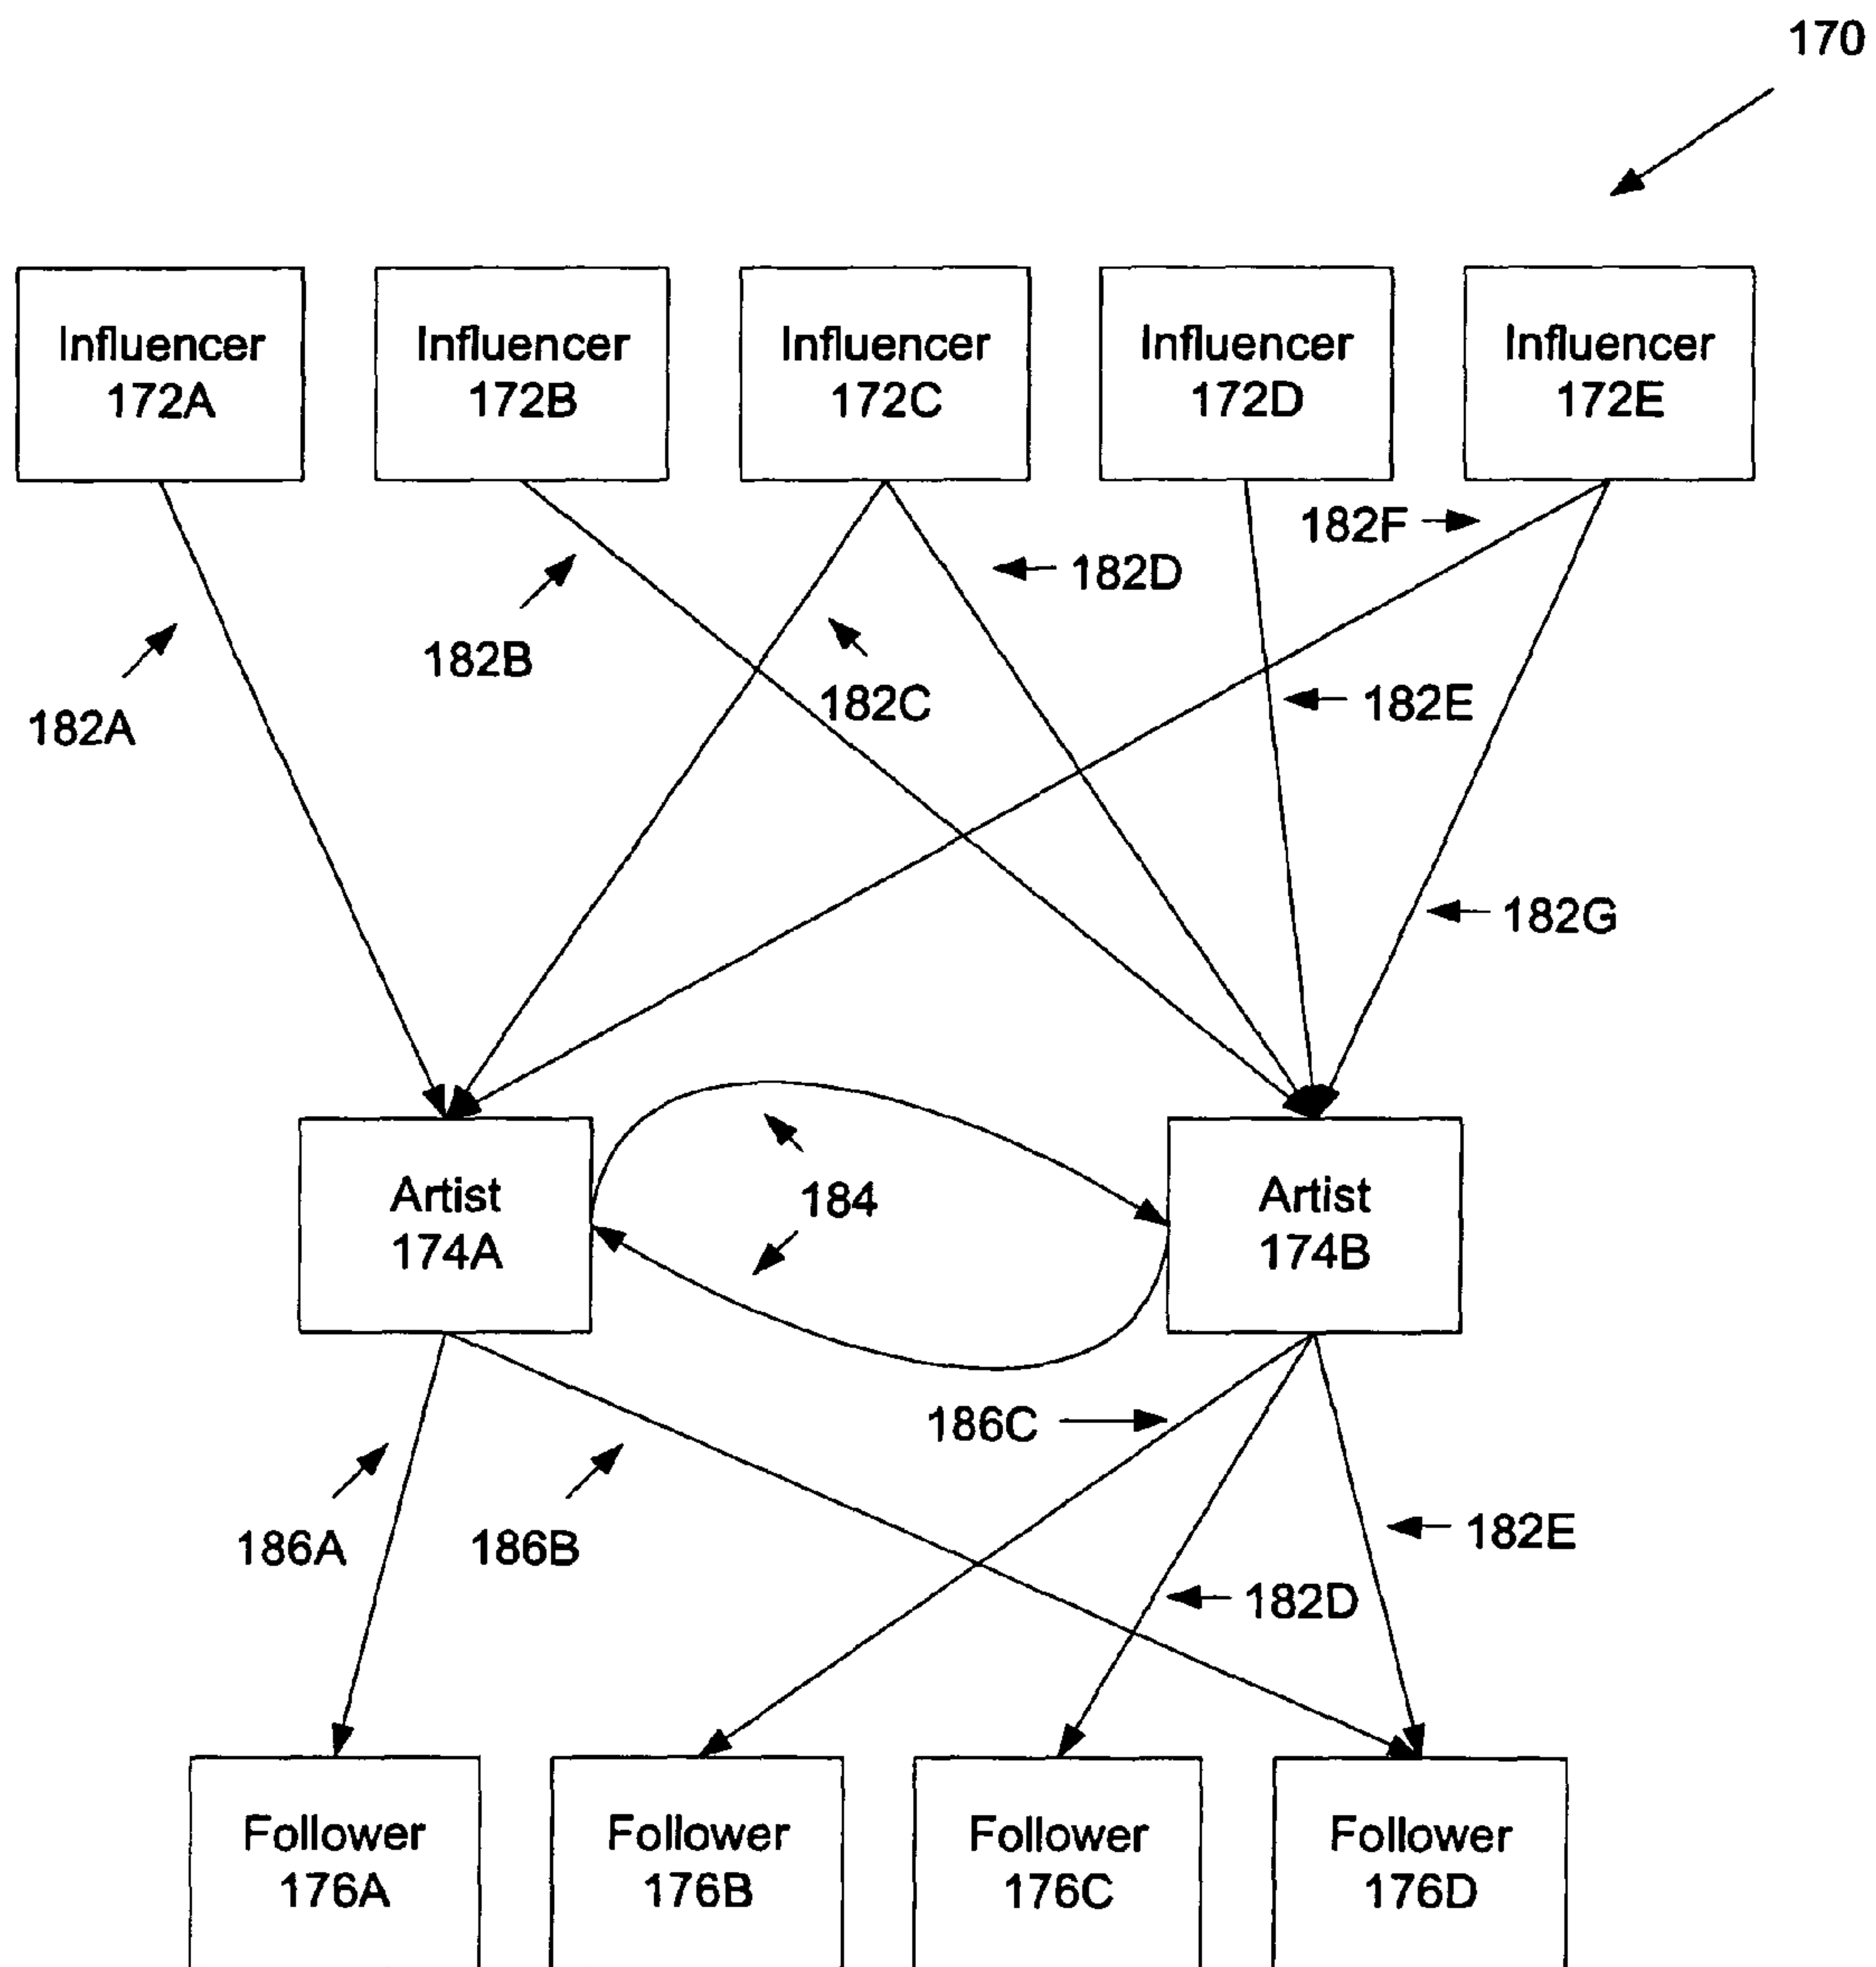 170
Influencer
172A
Influencer
172B
Influencer
172C
Influencer
172D
Influencer
172E
182F
182D
182B
182C
182E
182A
182G
Artist
174A
184
Artist
174B
186C
186A
186B
182E
182D
Follower
176A
Follower
176B
Follower
176C
Follower
176D